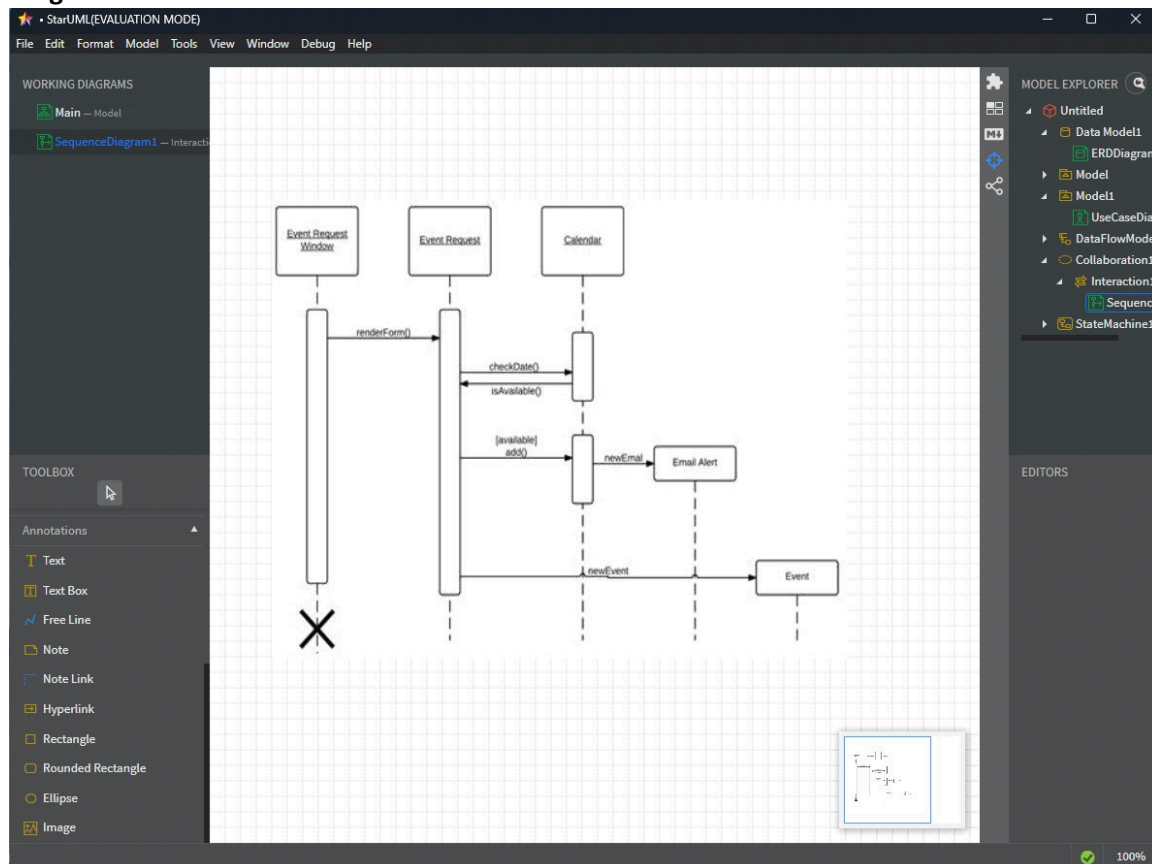 • StarUML(EVALUATION MODE)
File Edit Format Model Tools View Window Debug Help
WORKING DIAGRAMS
Main — Model
SequenceDiagram1 — Interacti
TOOLBOX
Annotations
Text
Text Box
Free Line
Note
Note Link
Hyperlink
Rectangle
Rounded Rectangle
Ellipse
Image
Event Request
Window
Event Request
Calendar
renderForm()
checkDate()
isAvailable()
[available]
add()
newEmal
Email Alert
newEvent
Event
M
MODEL EXPLORER
Untitled
Data Model1
ERDDiagran
Model
Model1
UseCaseDia
DataFlowMode
Collaboration1
Interaction1
Sequenc
StateMachine1
EDITORS
100%